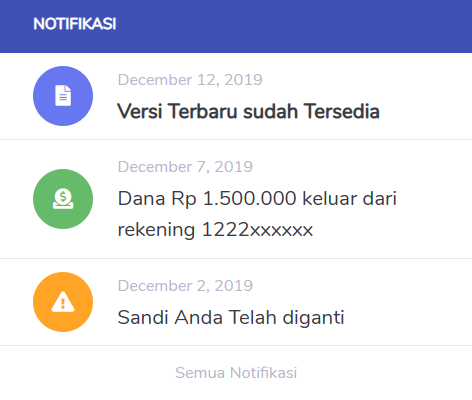 NOTIFIKASI
December 12, 2019
Versi Terbaru sudah Tersedia
December 7, 2019
Dana Rp 1.500.000 keluar dari
rekening 1222xxxxxx
December 2, 2019
Sandi Anda Telah diganti
Semua Notifikasi